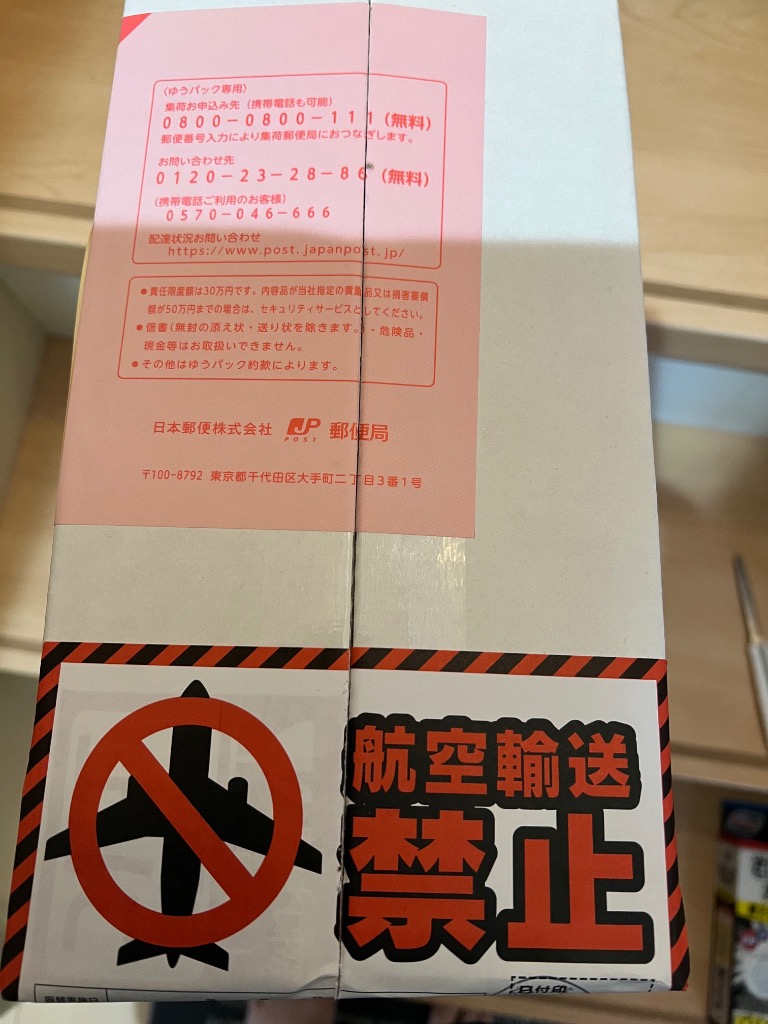 〈ゆうパック専用〉
集荷お申込み先（携帯電話も可能）
0800-0800-111（無料）
郵便番号入力により集荷郵便局におつなぎします。
お問い合わせ先
0120-23-28-86（無料）
（携帯電話ご利用のお客様）
0570-046-666
配達状況お問い合わせ
https://www.post.japanpost.jp/
●責任限度額は30万円です。内容品が当社指定の貴重品又は損害要償
額が50万円までの場合は、セキュリティサービスとしてください。
●信書（無封の添え状・送り状を除きます。）・危険品・
現金等はお取扱いできません。
●その他はゆうパック約款によります。
日本郵便株式会社 JP POST 郵便局
〒100-8792 東京都千代田区大手町二丁目3番1号
航空輸送
禁止
日付印